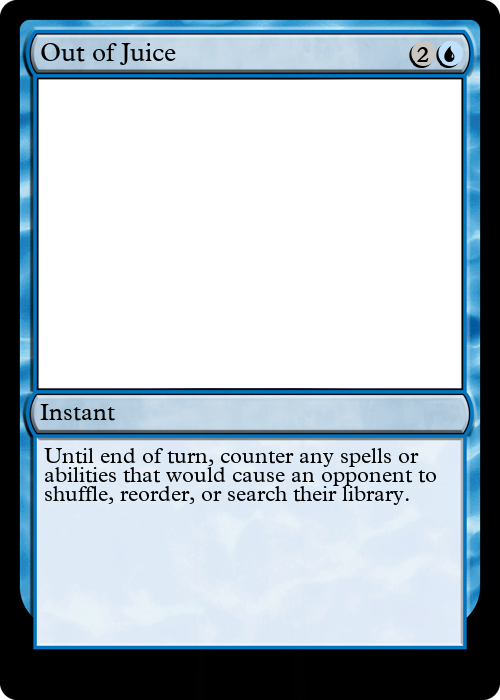 Out of Juice 2
Instant
Until end of turn, counter any spells or
abilities that would cause an opponent to
shuffle, reorder, or search their library.